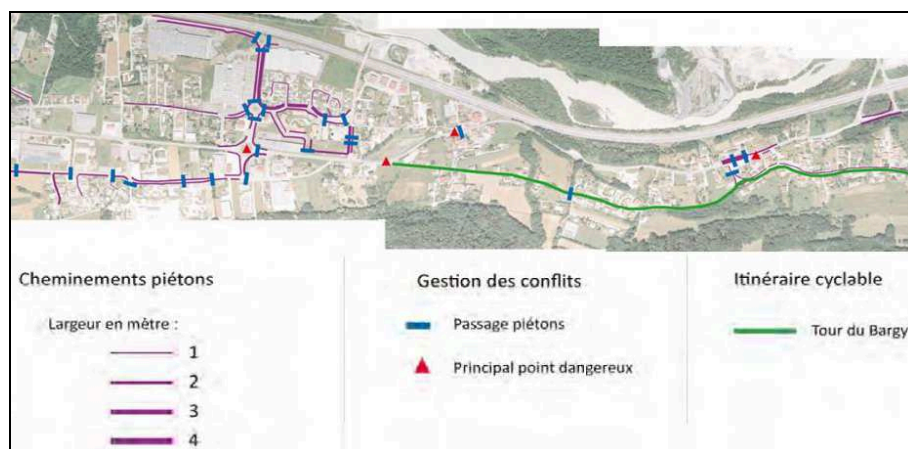 Cheminements piétons
Largeur en mètre :
1
2
3
4
Gestion des conflits
Passage piétons
Principal point dangereux
Itinéraire cyclable
Tour du Bargy